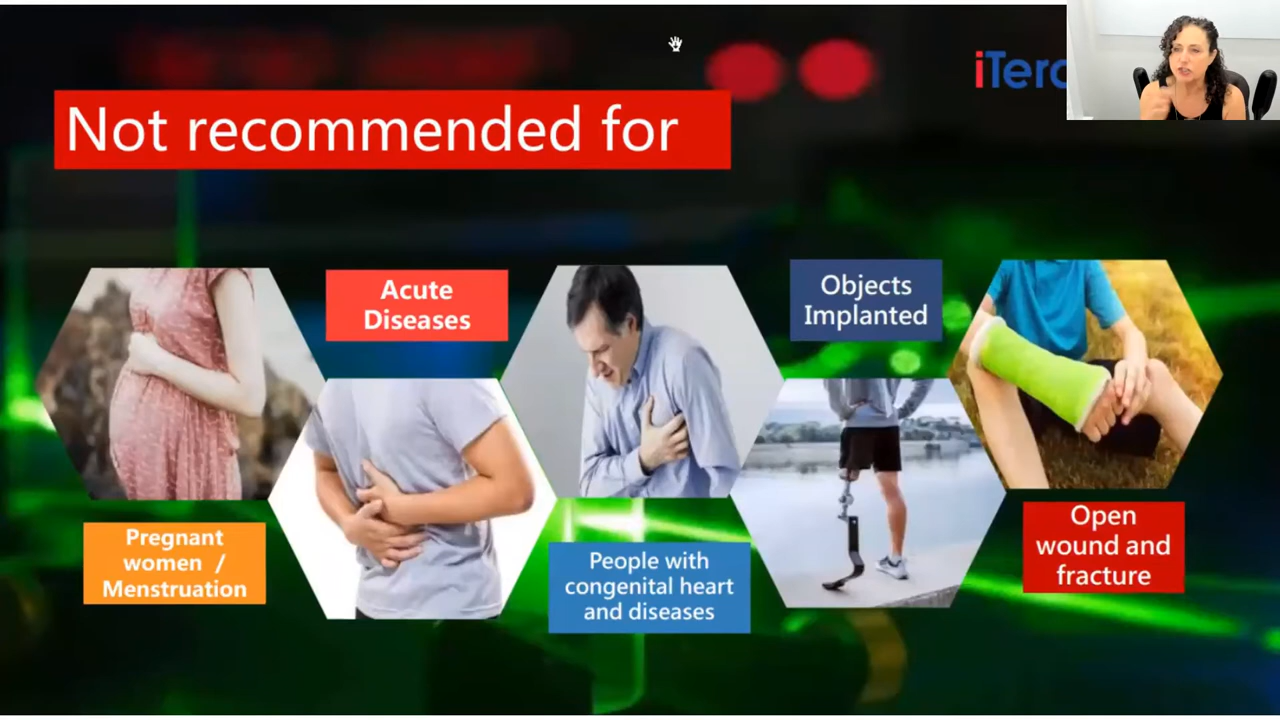 Not recommended for
Acute
Diseases
Objects
Implanted
Pregnant
women /
Menstruation
People with
congenital heart
and diseases
Open
wound and
fracture